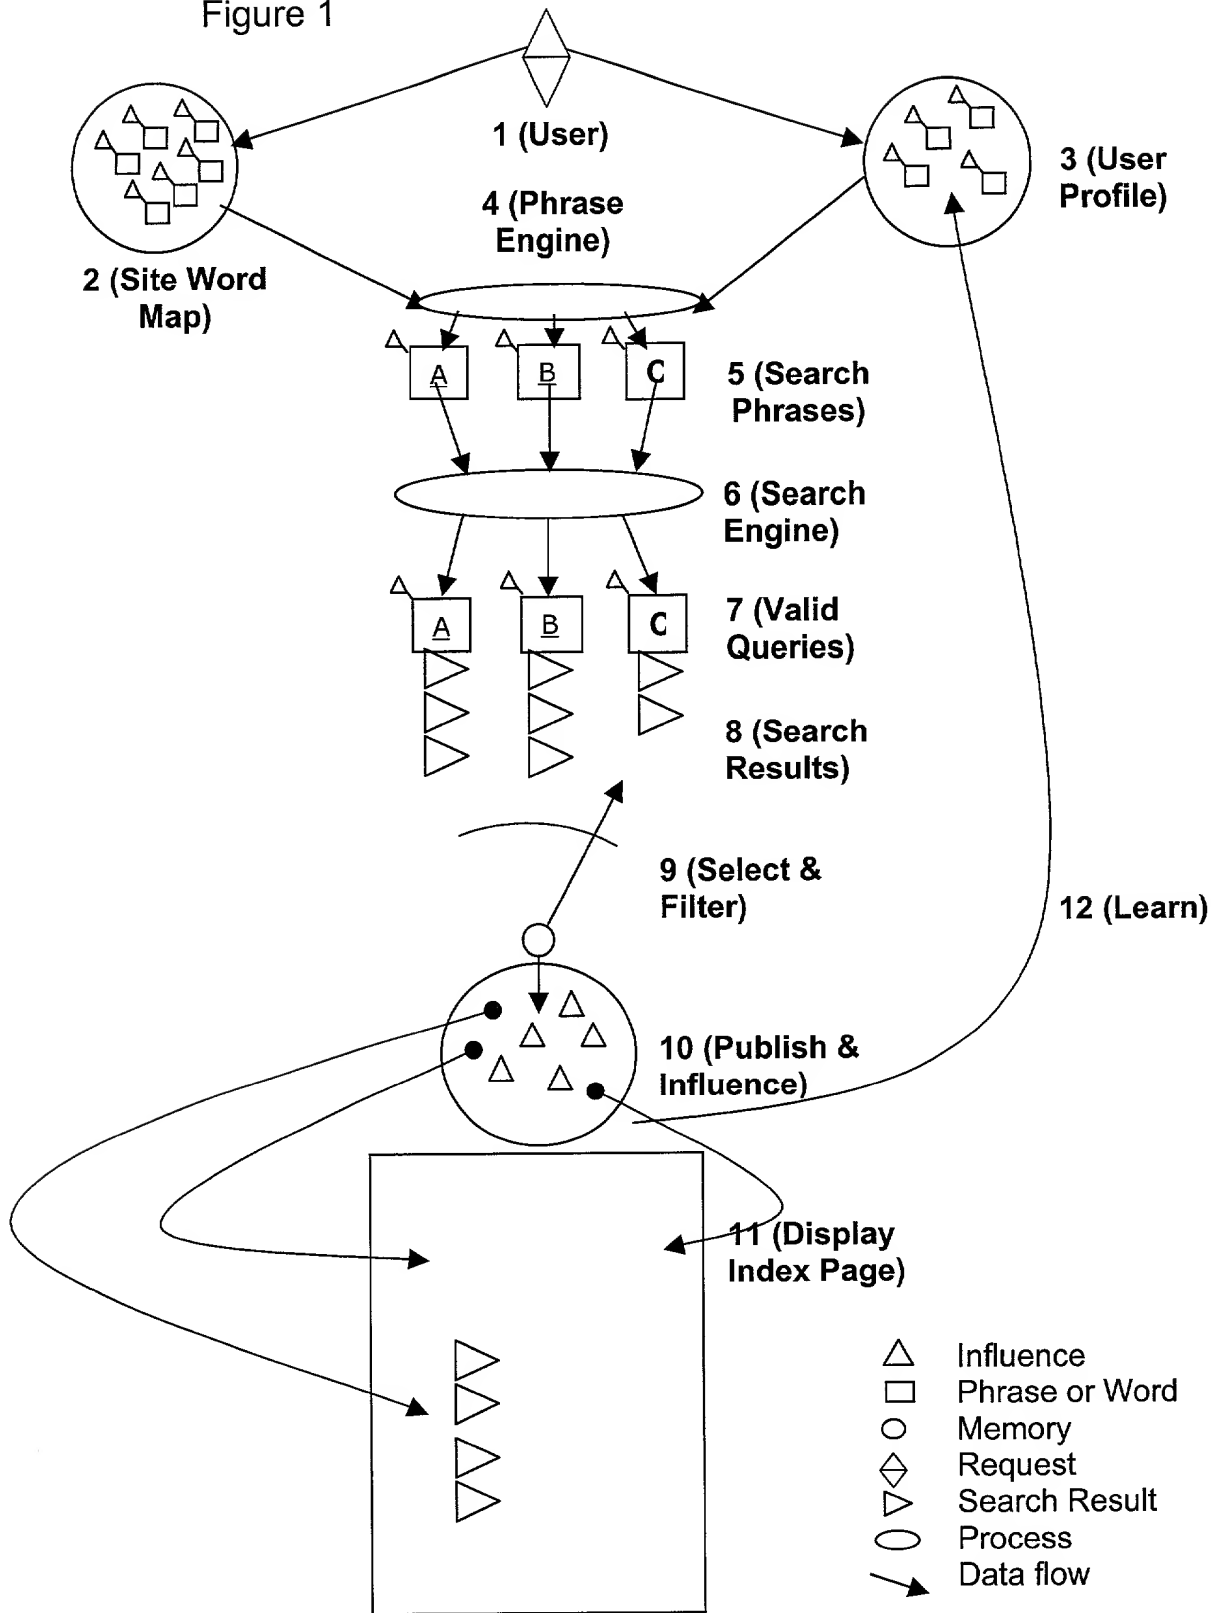 Figure 1
1 (User)
3 (User
Profile)
4 (Phrase
Engine)
2 (Site Word
Map)
A
B
C
5 (Search
Phrases)
6 (Search
Engine)
A
B
C
7 (Valid
Queries)
8 (Search
Results)
9 (Select &
Filter)
12 (Learn)
10 (Publish &
Influence)
11 (Display
Index Page)
Influence
Phrase or Word
Memory
Request
Search Result
Process
Data flow